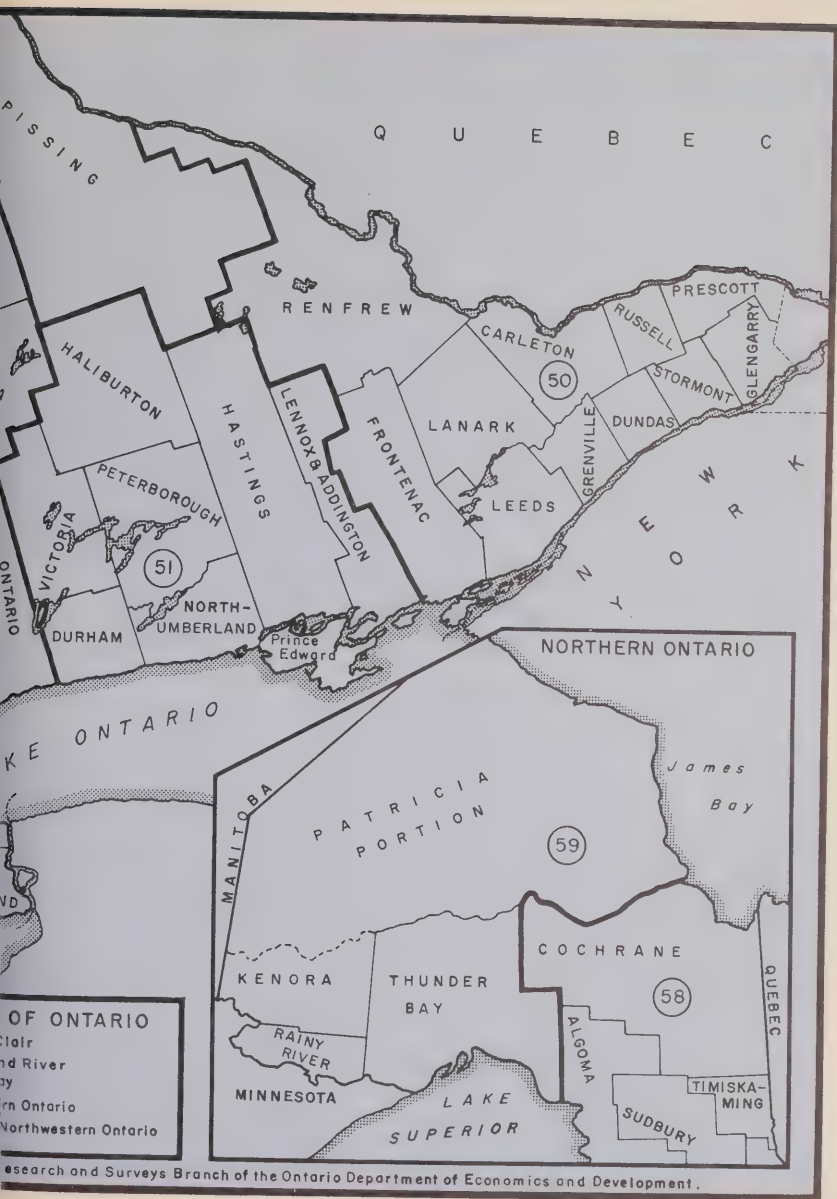 PISSING
QUEBEC
RENFREW
PRESCOTT
RUSSELL
GLENGARRY
CARLETON
50
STORMONT
HALIBURTON
LENNOX & ADDINGTON
HASTINGS
FRONTENAC
LANARK
GRENVILLE
DUNDAS
PETERBOROUGH
LEEDS
NEW
YORK
VICTORIA
51
ONTARIO
DURHAM
NORTH-
UMBERLAND
Prince
Edward
KE ONTARIO
NORTHERN ONTARIO
James
Bay
MANITOBA
PATRICIA
PORTION
59
ND
COCHRANE
KENORA
THUNDER
BAY
58
QUEBEC
ALGOMA
RAINY
RIVER
MINNESOTA
LAKE
SUPERIOR
TIMISKA-
MING
SUDBURY
OF ONTARIO
Clair
nd River
ay
rn Ontario
Northwestern Ontario
esearch and Surveys Branch of the Ontario Department of Economics and Development.